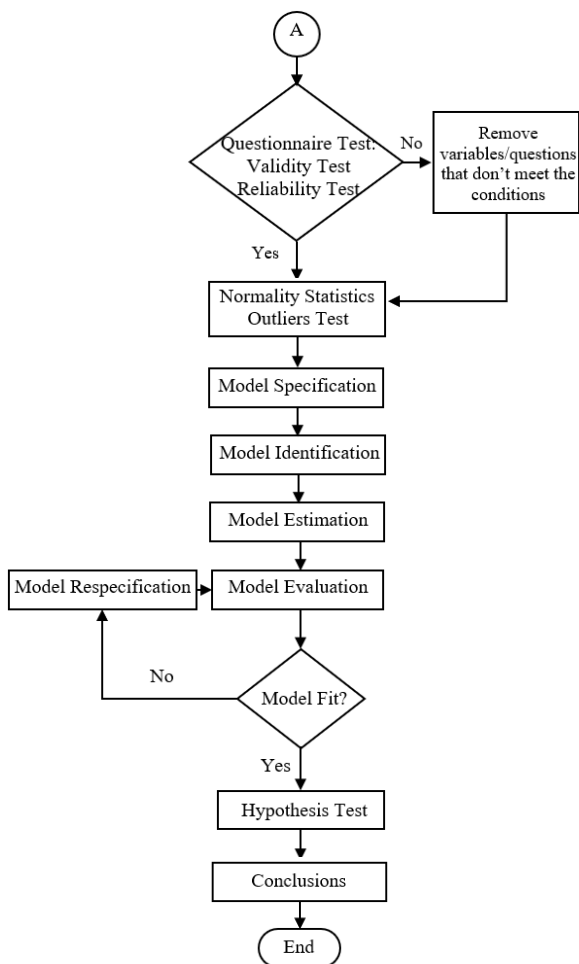 A
Questionnaire Test:
Validity Test
Reliability Test
No
Remove
variables/questions
that don't meet the
conditions
Yes
Normality Statistics
Outliers Test
Model Specification
Model Identification
Model Estimation
Model Respecification
Model Evaluation
No
Model Fit?
Yes
Hypothesis Test
Conclusions
End